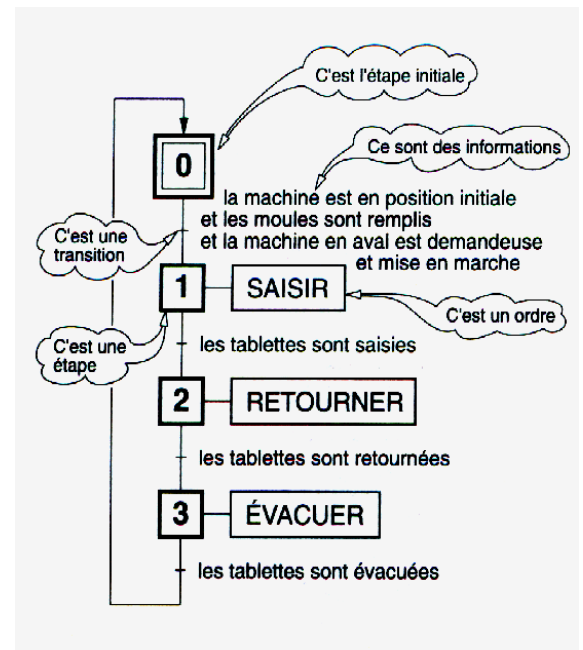 C'est l'étape initiale
0
Ce sont des informations
la machine est en position initiale
et les moules sont remplis
et la machine en aval est demandeuse
et mise en marche
C'est une
transition
1
SAISIR
C'est un ordre
C'est une
étape
les tablettes sont saisies
2
RETOURNER
les tablettes sont retournées
3
ÉVACUER
les tablettes sont évacuées